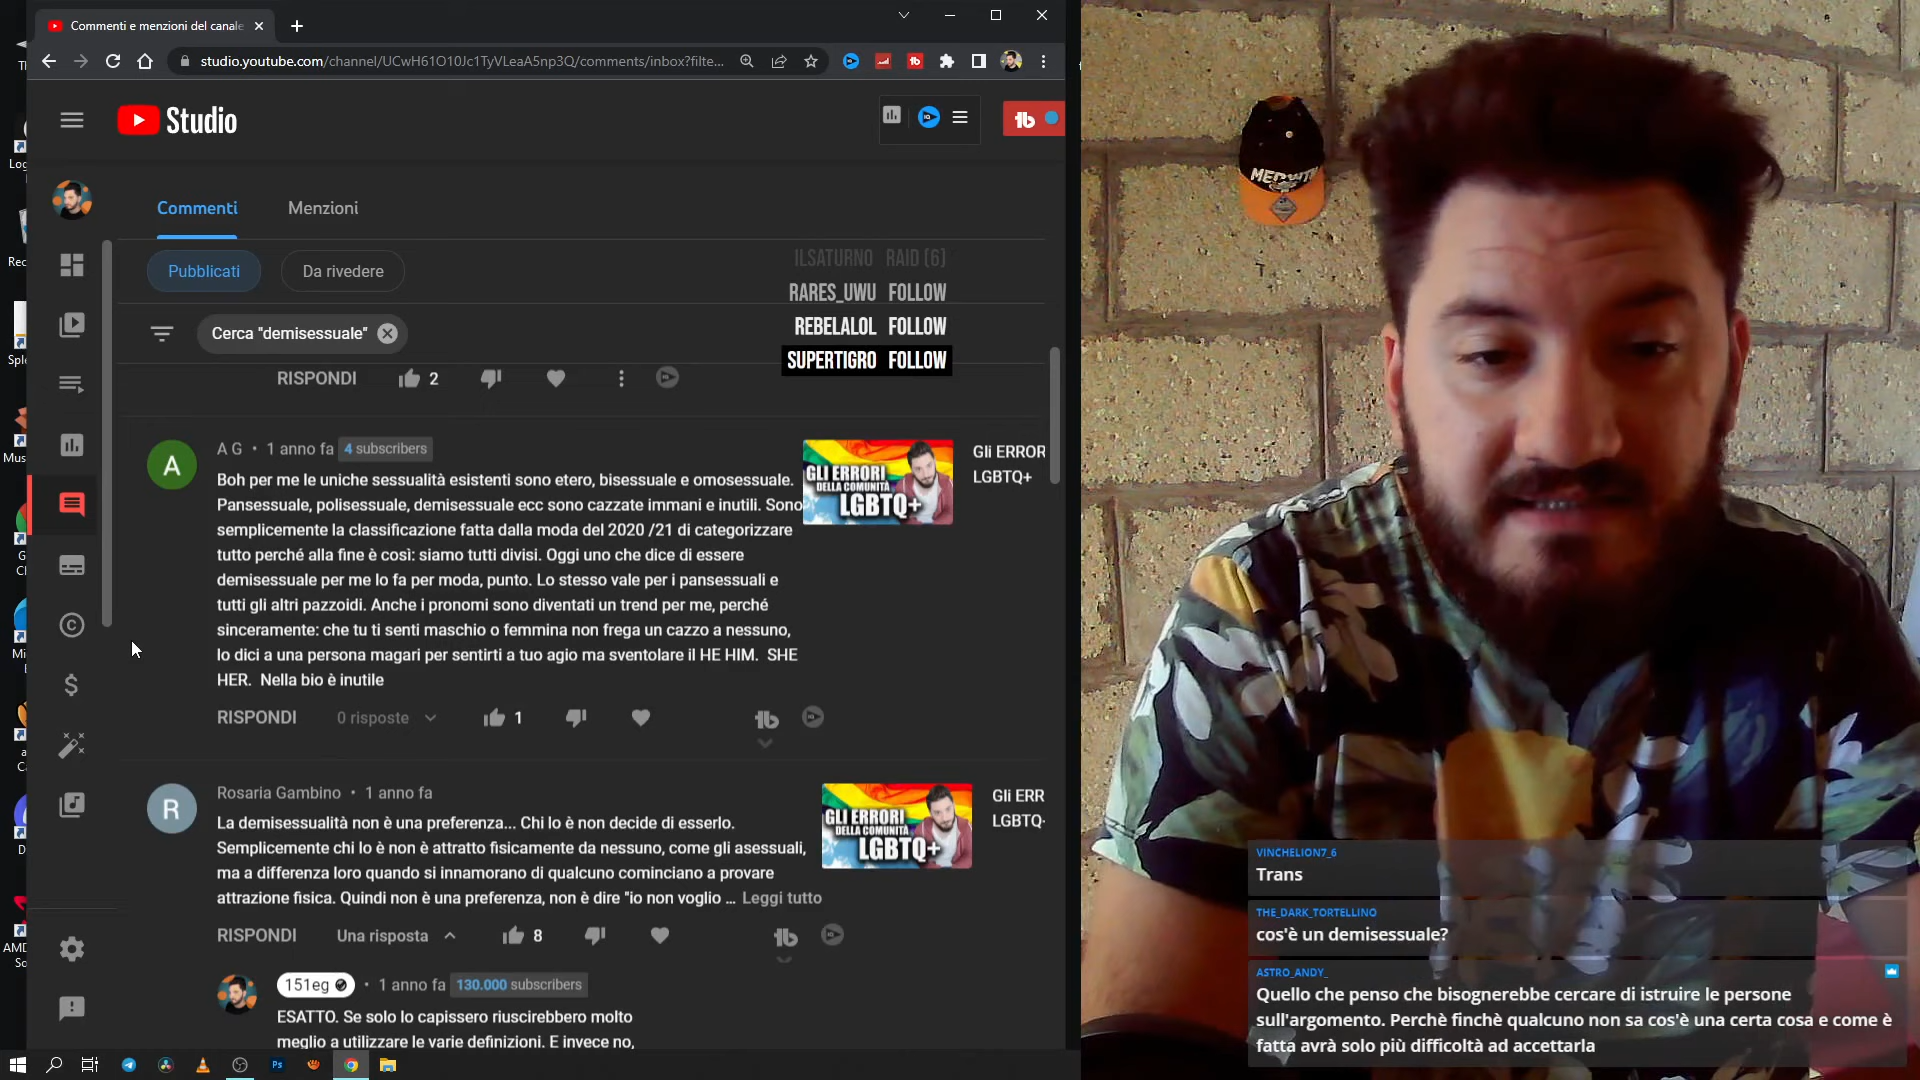 Commenti e menzioni del canale
studio.youtube.com/channel/UCwH61O10Jc1TyVLeaA5np3Q/comments/inbox?filte...
Studio
Commenti
Menzioni
Pubblicati
Da rivedere
ILSATURNO RAID (6)
RARES_UWU FOLLOW
REBELALOL FOLLOW
SUPERTIGRO FOLLOW
Cerca "demisessuale"
RISPONDI
2
A
A G • 1 anno fa 4 subscribers
Boh per me le uniche sessualità esistenti sono etero, bisessuale e omosessuale.
Pansessuale, polisessuale, demisessuale ecc sono cazzate immani e inutili. Sono
semplicemente la classificazione fatta dalla moda del 2020 /21 di categorizzare
tutto perché alla fine è così: siamo tutti divisi. Oggi uno che dice di essere
demisessuale per me lo fa per moda, punto. Lo stesso vale per i pansessuali e
tutti gli altri pazzoidi. Anche i pronomi sono diventati un trend per me, perché
sinceramente: che tu ti senti maschio o femmina non frega un cazzo a nessuno,
lo dici a una persona magari per sentirti a tuo agio ma sventolare il HE HIM. SHE
HER. Nella bio è inutile
GLI ERRORI
DELLA COMUNITÀ
LGBTQ+
Gli ERROR
LGBTQ+
RISPONDI
0 risposte
1
R
Rosaria Gambino • 1 anno fa
La demisessualità non è una preferenza... Chi lo è non decide di esserlo.
Semplicemente chi lo è non è attratto fisicamente da nessuno, come gli asessuali,
ma a differenza loro quando si innamorano di qualcuno cominciano a provare
attrazione fisica. Quindi non è una preferenza, non è dire "io non voglio ... Leggi tutto
GLI ERRORI
DELLA COMUNITÀ
LGBTQ+
Gli ERR
LGBTQ
RISPONDI
Una risposta
8
151eg • 1 anno fa 130.000 subscribers
ESATTO. Se solo lo capissero riuscirebbero molto
meglio a utilizzare le varie definizioni. E invece no,
VINCHELION7_6
Trans
THE_DARK_TORTELLINO
cos'è un demisessuale?
ASTRO_ANDY_
Quello che penso che bisognerebbe cercare di istruire le persone
sull'argomento. Perchè finchè qualcuno non sa cos'è una certa cosa e come è
fatta avrà solo più difficoltà ad accettarla